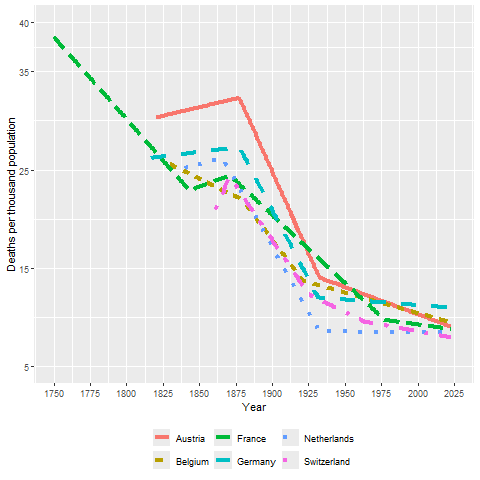 Deaths per thousand population
40
35
25
15
5
1750 1775 1800 1825 1850 1875 1900 1925 1950 1975 2000 2025
Year
Austria France Netherlands
Belgium Germany Switzerland